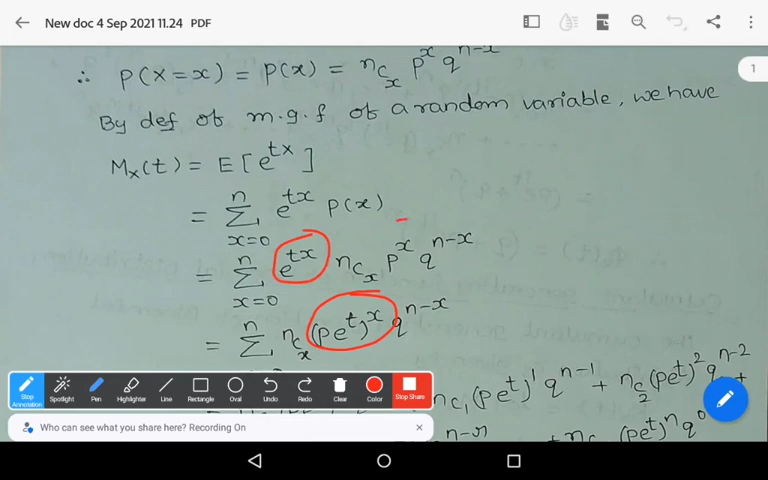 New doc 4 Sep 2021 11.24 PDF
∴ P(X=x) = P(x) = nCx p^x q^(n-x)
1
By def of m.g.f of a random variable, we have
Mx(t) = E[e^(tx)]
= Σ(x=0 to n) e^(tx) P(x)
= Σ(x=0 to n) e^(tx) nCx p^x q^(n-x)
= Σ n nCx (pe^t)^x q^(n-x)
nC1 (pe^t)^1 q^(n-1) + nC2 (pe^t)^2 q^(n-2) +
(pe^t)^n q^0
Stop Annotation Spotlight Pen Highlighter Line Rectangle Oval Undo Redo Clear Color Stop Share
Who can see what you share here? Recording On